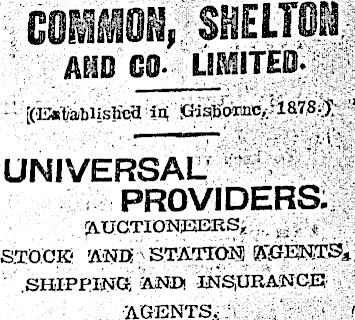 COMMON, SHELTON
AND CO. LIMITED.
(Established in Gisborne, 1878.)
UNIVERSAL
PROVIDERS.
AUCTIONEERS,
STOCK AND STATION AGENTS,
SHIPPING AND INSURANCE
AGENTS.